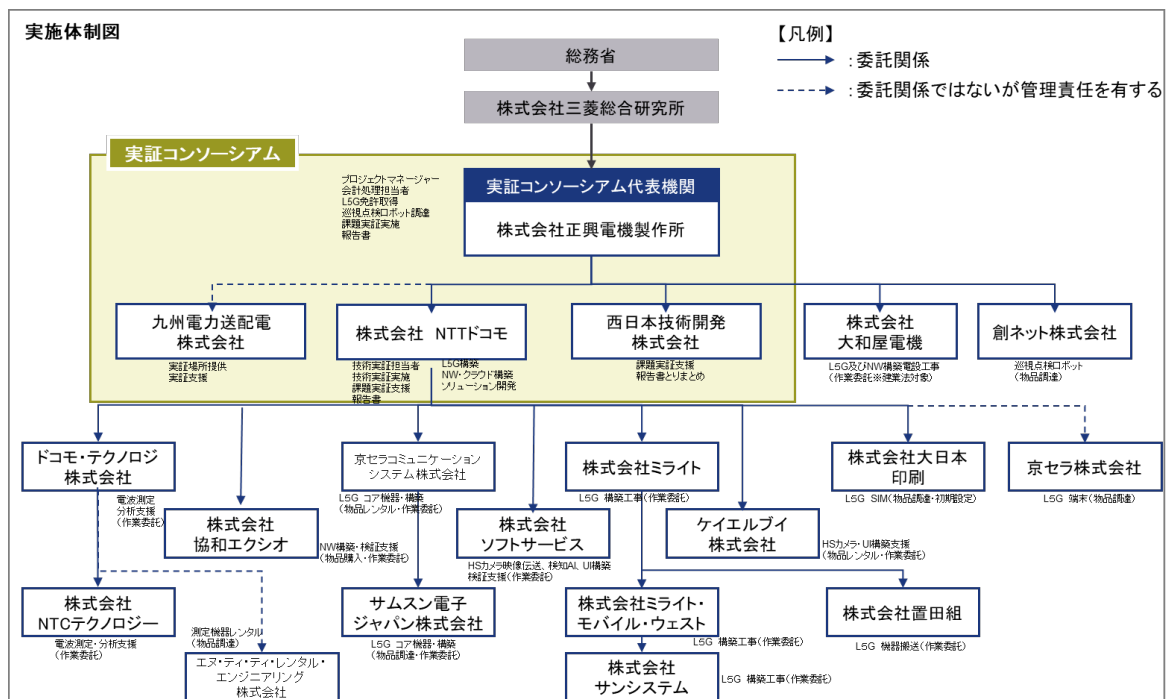 実施体制図
【凡例】
：委託関係
：委託関係ではないが管理責任を有する
総務省
株式会社三菱総合研究所
実証コンソーシアム
プロジェクトマネージャー
会計処理担当者
L5G免許取得
巡視点検ロボット調達
課題実証実施
報告書
実証コンソーシアム代表機関
株式会社正興電機製作所
九州電力送配電
株式会社
実証場所提供
実証支援
株式会社　NTTドコモ
技術実証担当者
技術実証実施
課題実証支援
報告書
L5G構築
NW・クラウド構築
ソリューション開発
西日本技術開発
株式会社
課題実証支援
報告書とりまとめ
株式会社
大和屋電機
L5G及びNW構築電設工事
（作業委託※建業法対象）
創ネット株式会社
巡視点検ロボット
（物品調達）
ドコモ・テクノロジ
株式会社
電波測定
分析支援
（作業委託）
株式会社
協和エクシオ
NW構築・検証支援
（物品購入・作業委託）
京セラコミュニケーション
システム株式会社
L5G コア機器・構築
（物品レンタル・作業委託）
株式会社
ソフトサービス
HSカメラ映像伝送、検知AI、UI構築
検証支援（作業委託）
株式会社ミライト
L5G 構築工事（作業委託）
ケイエルブイ
株式会社
HSカメラ・UI構築支援
（物品レンタル・作業委託）
株式会社大日本
印刷
L5G SIM（物品調達・初期設定）
京セラ株式会社
L5G 端末（物品調達）
株式会社
NTCテクノロジー
電波測定・分析支援
（作業委託）
測定機器レンタル
（物品調達）
エヌ・ティ・ティ・レンタル・
エンジニアリング
株式会社
サムスン電子
ジャパン株式会社
L5G コア機器・構築
（物品調達・作業委託）
株式会社ミライト・
モバイル・ウェスト
L5G 構築工事（作業委託）
株式会社置田組
L5G 機器搬送（作業委託）
株式会社
サンシステム
L5G 構築工事（作業委託）